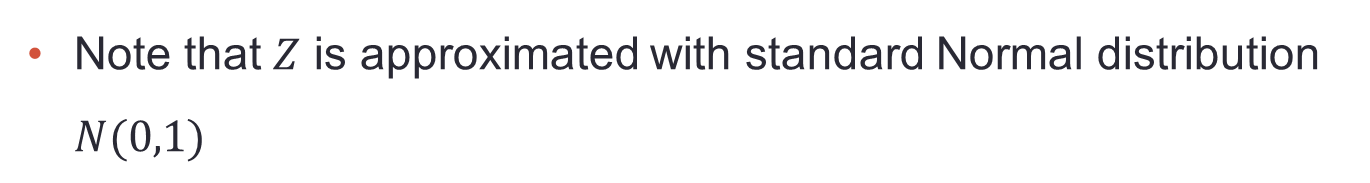 • Note that Z is approximated with standard Normal distribution
N(0,1)